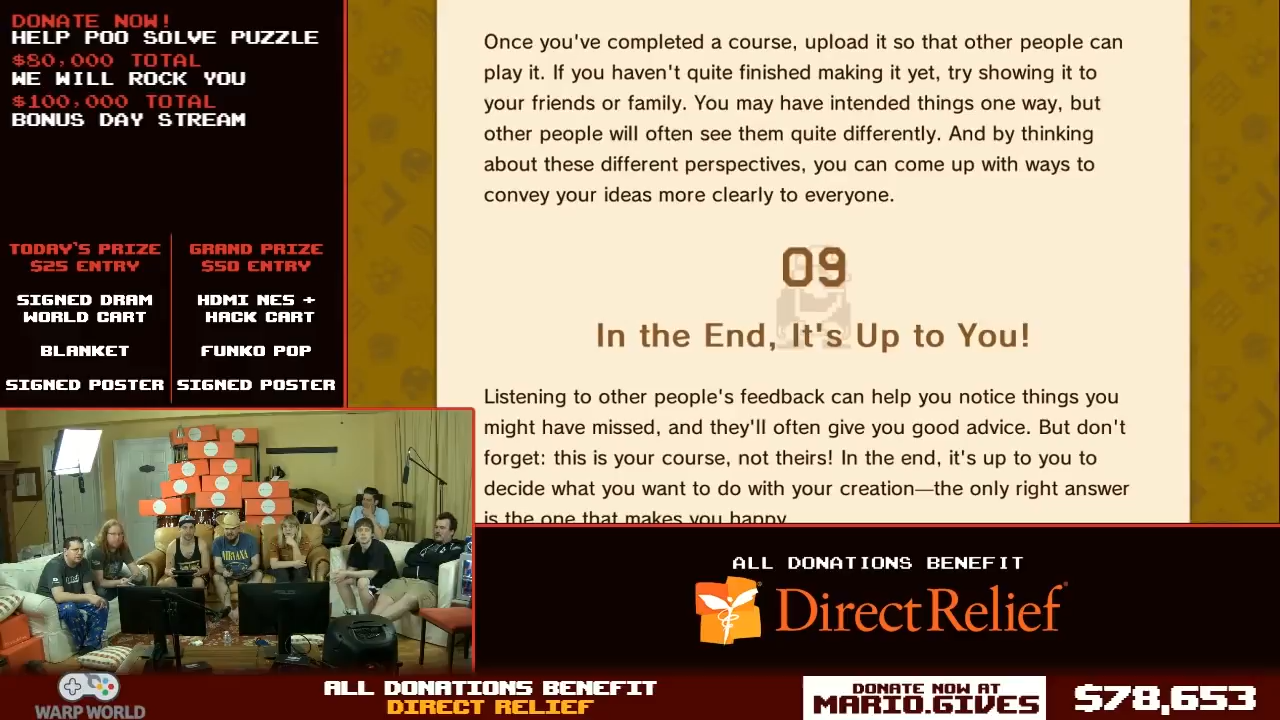 DONATE NOW!
HELP POO SOLVE PUZZLE
$80,000 TOTAL
WE WILL ROCK YOU
$100,000 TOTAL
BONUS DAY STREAM
TODAY'S PRIZE
$25 ENTRY
SIGNED DRAM
WORLD CART
BLANKET
SIGNED POSTER
GRAND PRIZE
$50 ENTRY
HDMI NES +
HACK CART
FUNKO POP
SIGNED POSTER
Once you've completed a course, upload it so that other people can
play it. If you haven't quite finished making it yet, try showing it to
your friends or family. You may have intended things one way, but
other people will often see them quite differently. And by thinking
about these different perspectives, you can come up with ways to
convey your ideas more clearly to everyone.
09
In the End, It's Up to You!
Listening to other people's feedback can help you notice things you
might have missed, and they'll often give you good advice. But don't
forget: this is your course, not theirs! In the end, it's up to you to
decide what you want to do with your creation—the only right answer
is the one that makes you happy
NIRVANA
ALL DONATIONS BENEFIT
DirectRelief
WARP WORLD
ALL DONATIONS BENEFIT
DIRECT RELIEF
DONATE NOW AT
MARIO.GIVES
$78,653